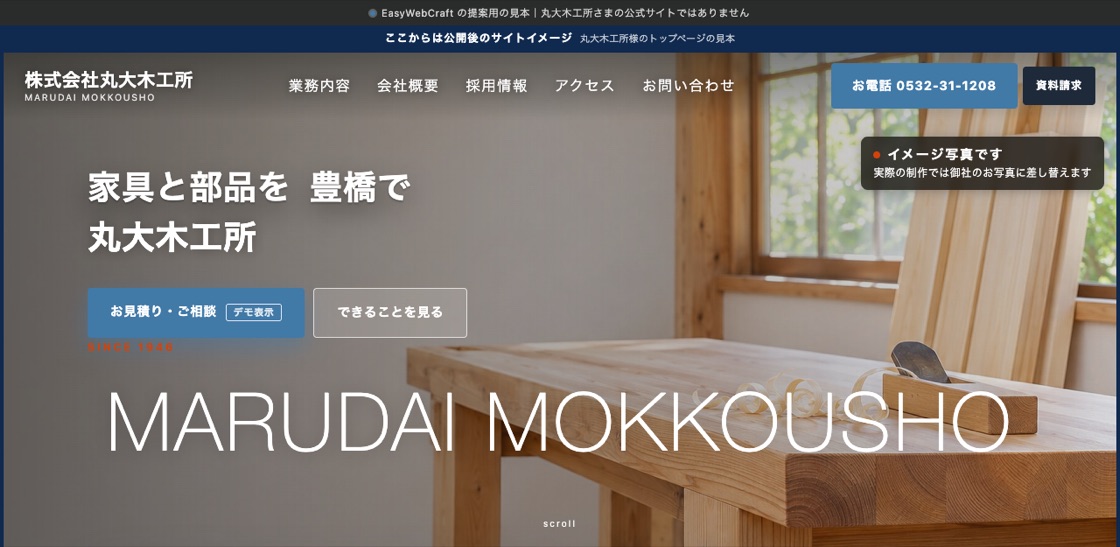 EasyWebCraft の提案用の見本｜丸大木工所さまの公式サイトではありません
ここからは公開後のサイトイメージ 丸大木工所様のトップページの見本
株式会社丸大木工所
MARUDAI MOKKOUSHO
業務内容 会社概要 採用情報 アクセス お問い合わせ
お電話 0532-31-1208
資料請求
イメージ写真です
実際の制作では御社のお写真に差し替えます
家具と部品を 豊橋で
丸大木工所
お見積り・ご相談 デモ表示
できることを見る
MARUDAI MOKKOUSHO
scroll